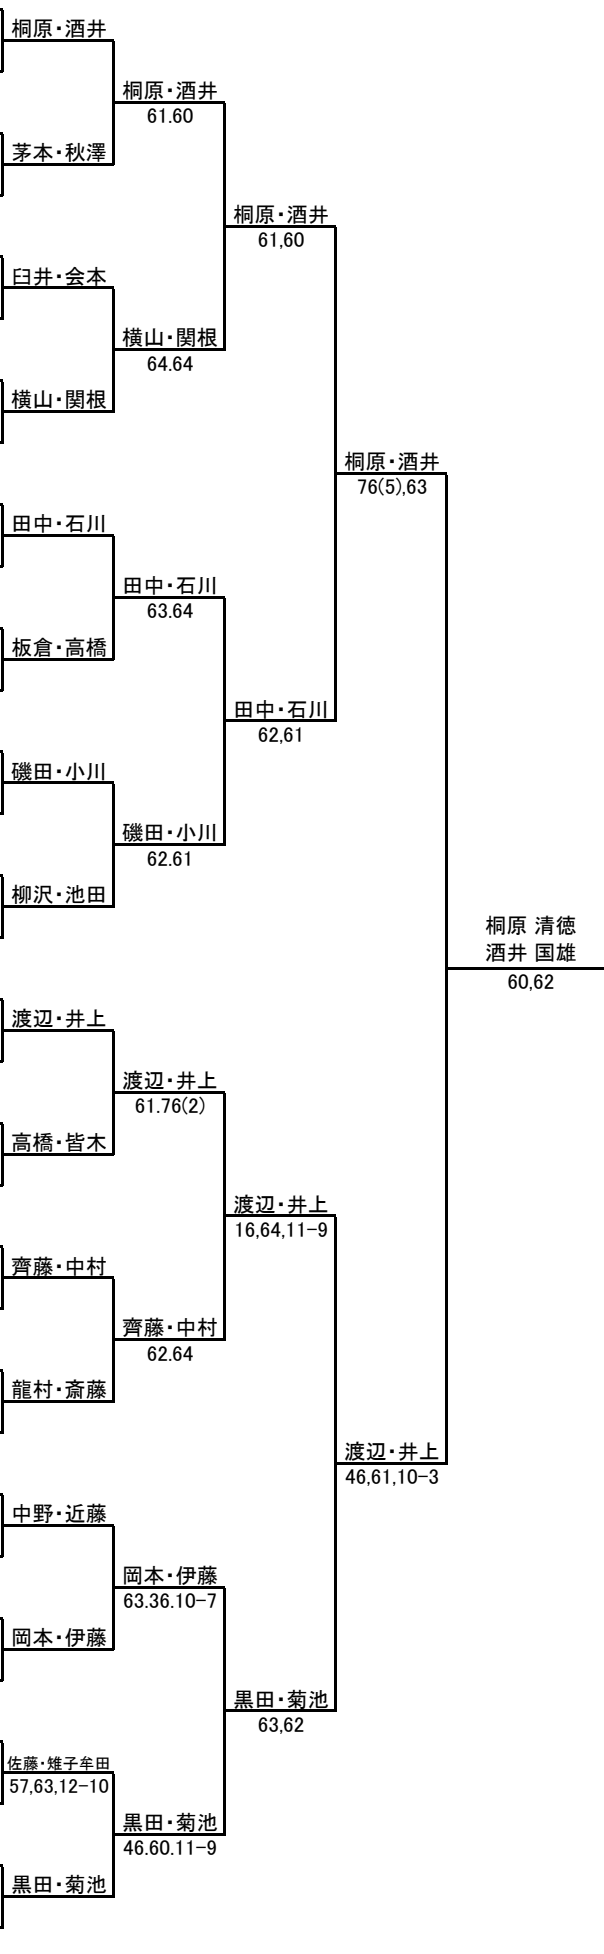 桐原・酒井
桐原・酒井
61.60
茅本・秋澤
桐原・酒井
61,60
臼井・会本
横山・関根
64.64
横山・関根
桐原・酒井
76(5),63
田中・石川
田中・石川
63.64
板倉・高橋
田中・石川
62,61
磯田・小川
磯田・小川
62.61
柳沢・池田
桐原 清徳
酒井 国雄
60,62
渡辺・井上
渡辺・井上
61.76(2)
高橋・皆木
渡辺・井上
16,64,11-9
齊藤・中村
齊藤・中村
62.64
龍村・斎藤
渡辺・井上
46,61,10-3
中野・近藤
岡本・伊藤
63.36.10-7
岡本・伊藤
黒田・菊池
63,62
佐藤・雉子牟田
57,63,12-10
黒田・菊池
46.60.11-9
黒田・菊池